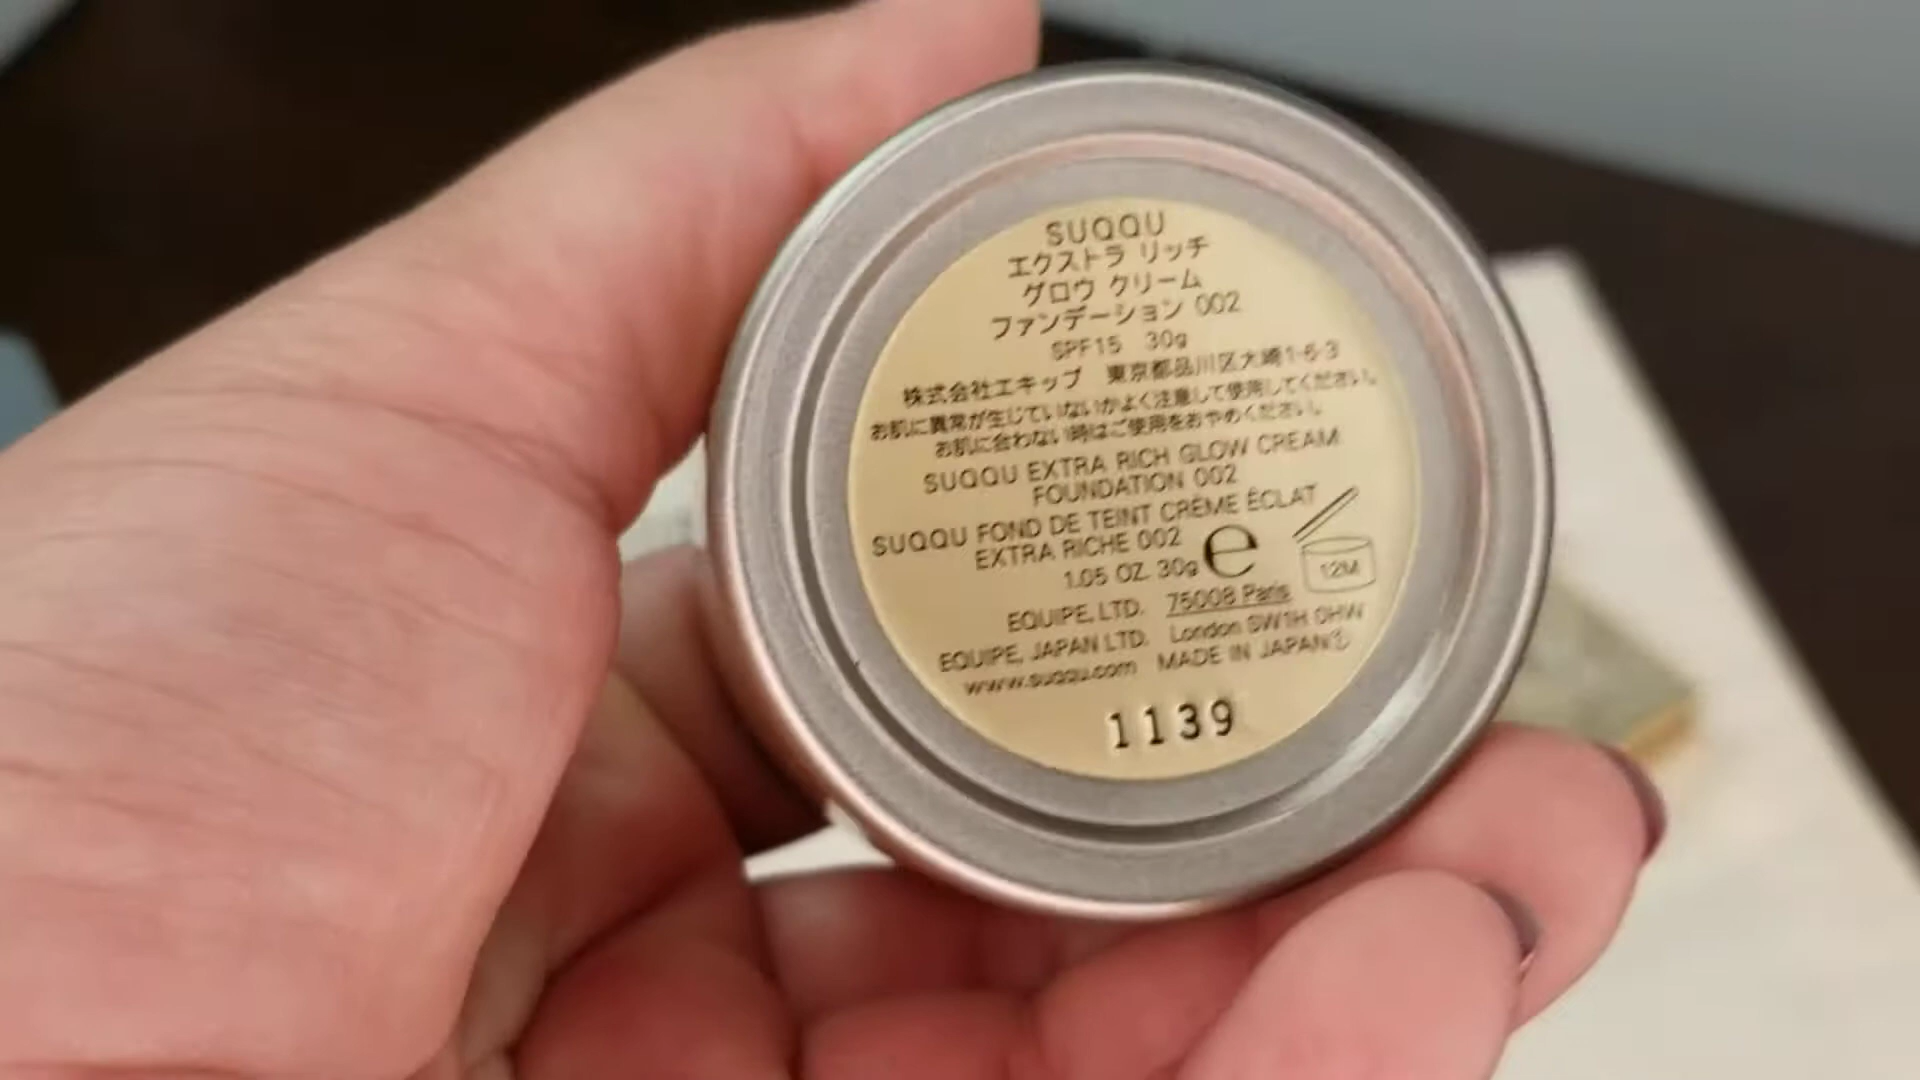 SUQQU
エクストラ リッチ
グロウ クリーム
ファンデーション 002
SPF15 30g
株式会社エキップ 東京都品川区大崎1-6-3
お肌に異常が生じていないかよく注意して使用してください。
お肌に合わない時はご使用をおやめください。
SUQQU EXTRA RICH GLOW CREAM
FOUNDATION 002
SUQQU FOND DE TEINT CRÈME ÉCLAT
EXTRA RICHE 002
1.05 OZ. 30g e 12M
EQUIPE, LTD. 75008 Paris
EQUIPE, JAPAN LTD. London SW1H 0HW
www.suqqu.com MADE IN JAPAN①
1139